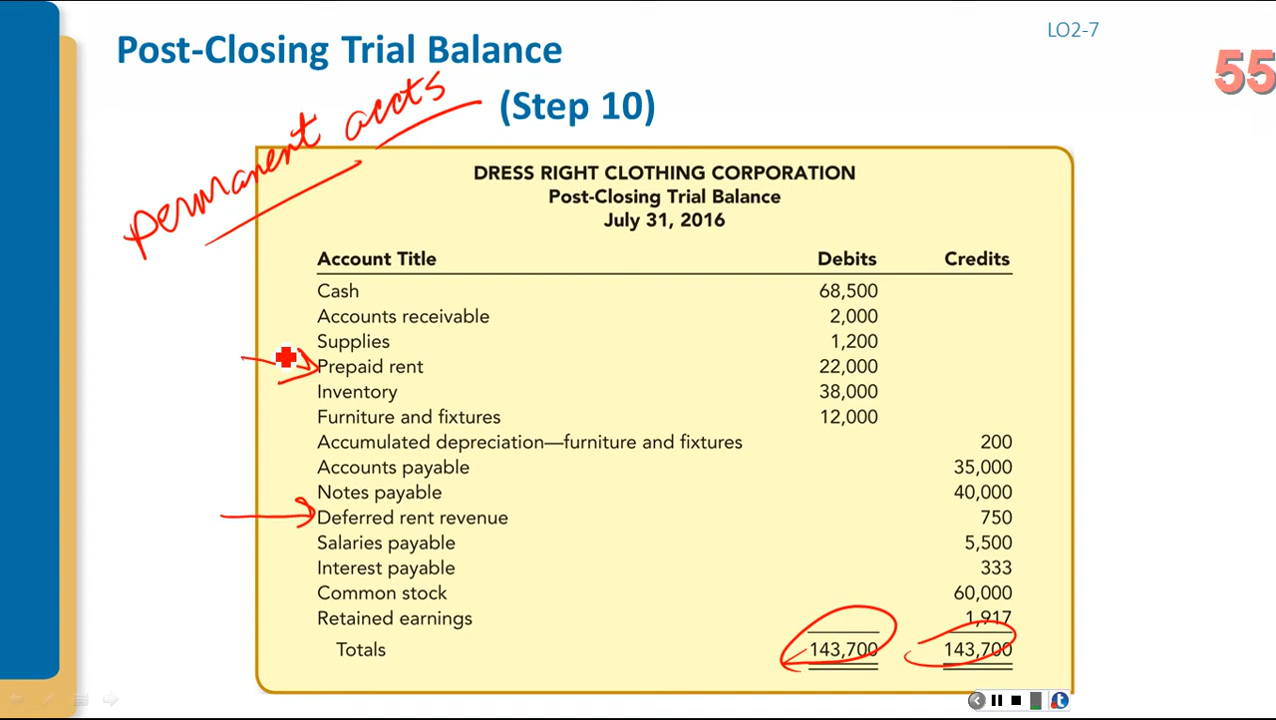 LO2-7
Post-Closing Trial Balance
55
(Step 10)
permanent accts
DRESS RIGHT CLOTHING CORPORATION
Post-Closing Trial Balance
July 31, 2016
Account Title Debits Credits
Cash 68,500
Accounts receivable 2,000
Supplies 1,200
Prepaid rent 22,000
Inventory 38,000
Furniture and fixtures 12,000
Accumulated depreciation—furniture and fixtures 200
Accounts payable 35,000
Notes payable 40,000
Deferred rent revenue 750
Salaries payable 5,500
Interest payable 333
Common stock 60,000
Retained earnings 1,917
Totals 143,700 143,700